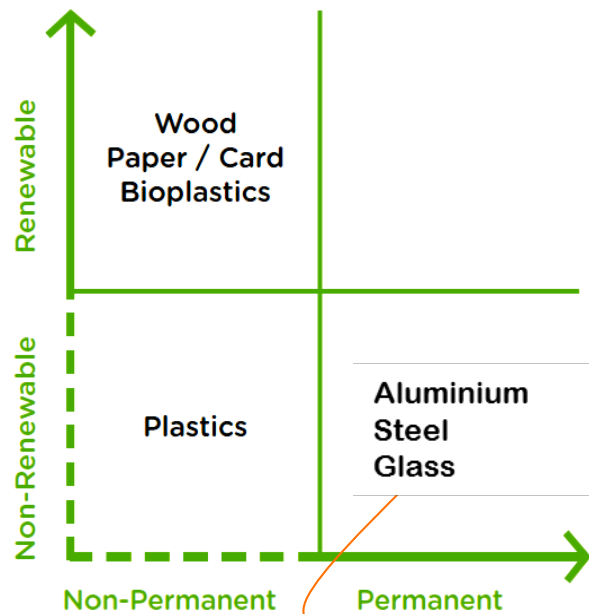 Renewable
Wood
Paper / Card
Bioplastics
Non-Renewable
Plastics
Aluminium
Steel
Glass
Non-Permanent
Permanent